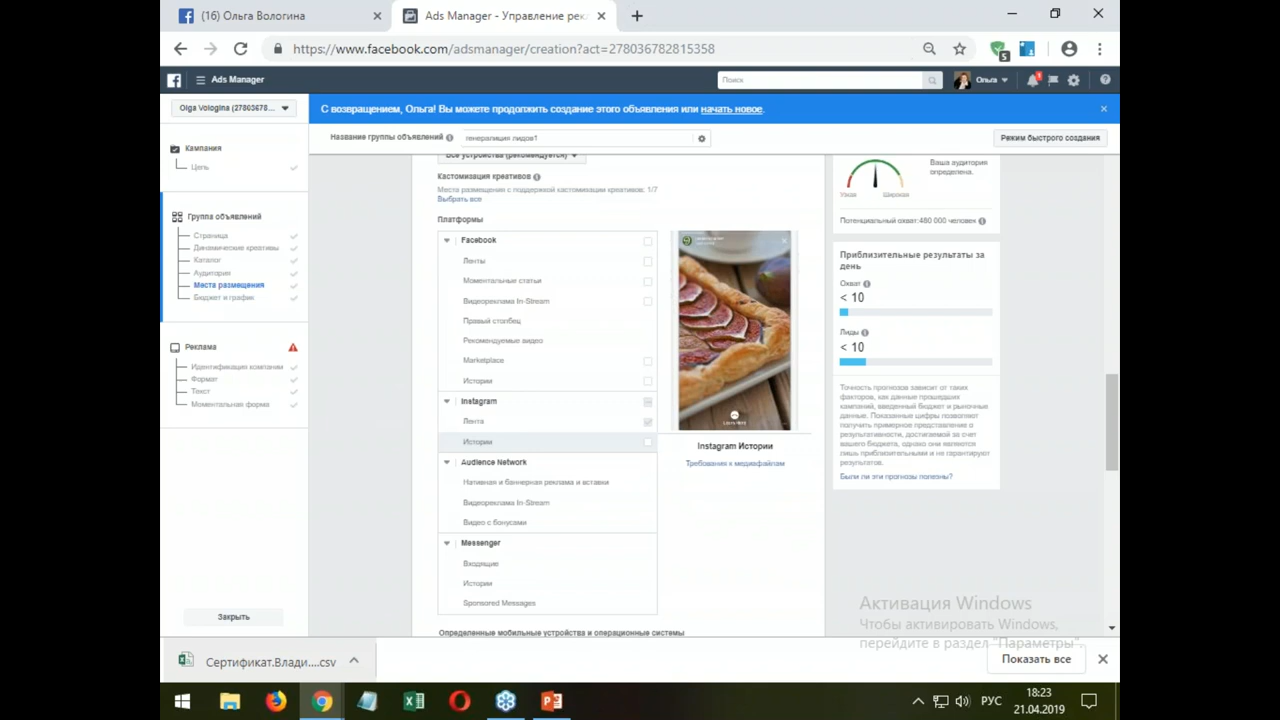 (16) Ольга Вологина
Ads Manager - Управление рек
https://www.facebook.com/adsmanager/creation?act=278036782815358
5
Ads Manager
Поиск
Ольга
Olga Vologina (27803678...
С возвращением, Ольга! Вы можете продолжить создание этого объявления или начать новое.
Название группы объявлений
генералиция лидов1
Режим быстрого создания
Кампания
Цель
Группа объявлений
Страница
Динамические креативы
Каталог
Аудитория
Места размещения
Бюджет и график
Реклама
Идентификация компании
Формат
Текст
Моментальная форма
Закрыть
Все устройства (рекомендуется)
Кастомизация креативов
Места размещения с поддержкой кастомизации креативов: 1/7
Выбрать все
Платформы
Facebook
Ленты
Моментальные статьи
Видеореклама In-Stream
Правый столбец
Рекомендуемые видео
Marketplace
Истории
Instagram
Лента
Истории
Audience Network
Нативная и баннерная реклама и вставки
Видеореклама In-Stream
Видео с бонусами
Messenger
Входящие
Истории
Sponsored Messages
Определенные мобильные устройства и операционные системы
Learn More
Instagram Истории
Требования к медиафайлам
Ваша аудитория
определена.
Узкая
Широкая
Потенциальный охват:480 000 человек
Приблизительные результаты за
день
Охват
< 10
Лиды
< 10
Точность прогнозов зависит от таких
факторов, как данные прошедших
кампаний, введенный бюджет и рыночные
данные. Показанные цифры позволяют
получить примерное представление о
результативности, достигаемой за счет
вашего бюджета, однако они являются
лишь приблизительными и не гарантируют
результатов.
Были ли эти прогнозы полезны?
Активация Windows
Чтобы активировать Windows,
перейдите в раздел "Параметры".
Сертификат.Влади....csv
Показать все
РУС
18:23
21.04.2019